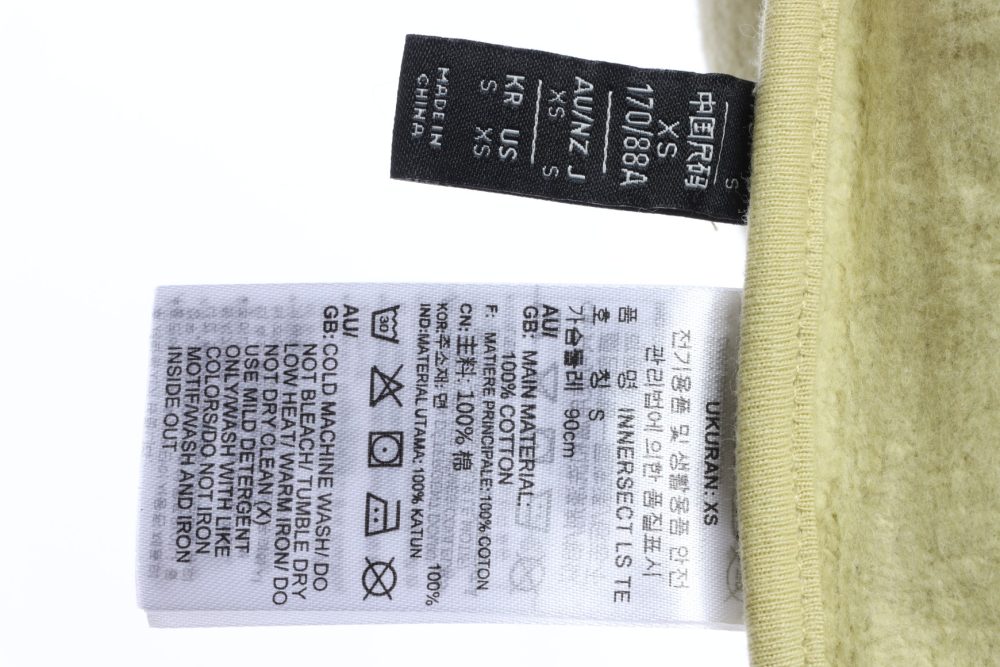 S
中国尺码
XS
170/88A
AU/NZ J
XS S
KR US
S XS
MADE IN
CHINA
UKURAN: XS
전기용품 및 생활용품 안전
관리법에 의한 품질표시
품 명 INNERSECT LS TE
호 칭 S
가슴둘레 90cm
AU/
GB: MAIN MATERIAL:
100% COTTON
F: MATIERE PRINCIPALE: 100% COTON
CN: 主料: 100% 棉
KOR: 주소재: 면 100%
IND:MATERIAL UTAMA: 100% KATUN
30
AU/
GB: COLD MACHINE WASH/ DO
NOT BLEACH/ TUMBLE DRY
LOW HEAT/ WARM IRON/ DO
NOT DRY CLEAN (X)
USE MILD DETERGENT
ONLY/WASH WITH LIKE
COLORS/DO NOT IRON
MOTIF/WASH AND IRON
INSIDE OUT